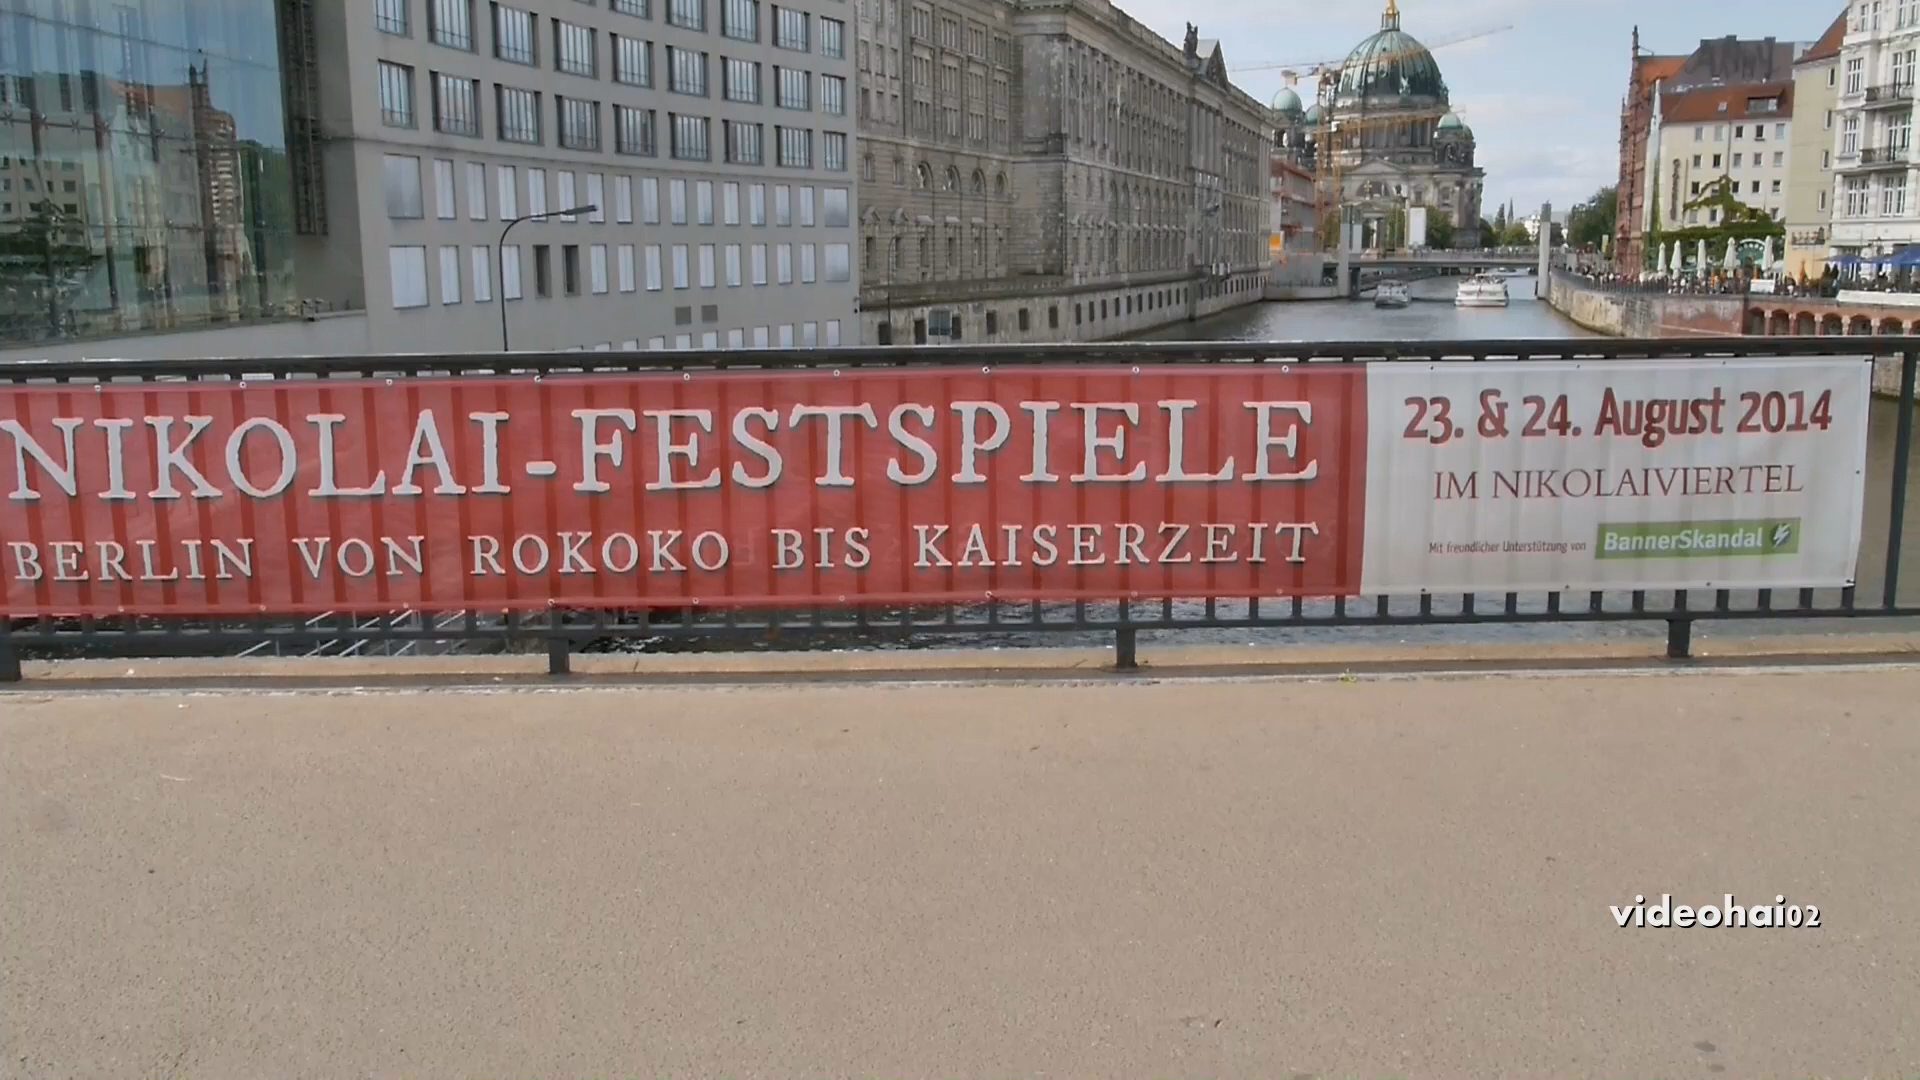 NIKOLAI-FESTSPIELE
BERLIN VON ROKOKO BIS KAISERZEIT
23. & 24. August 2014
IM NIKOLAIVIERTEL
Mit freundlicher Unterstützung von BannerSkandal
videohai02